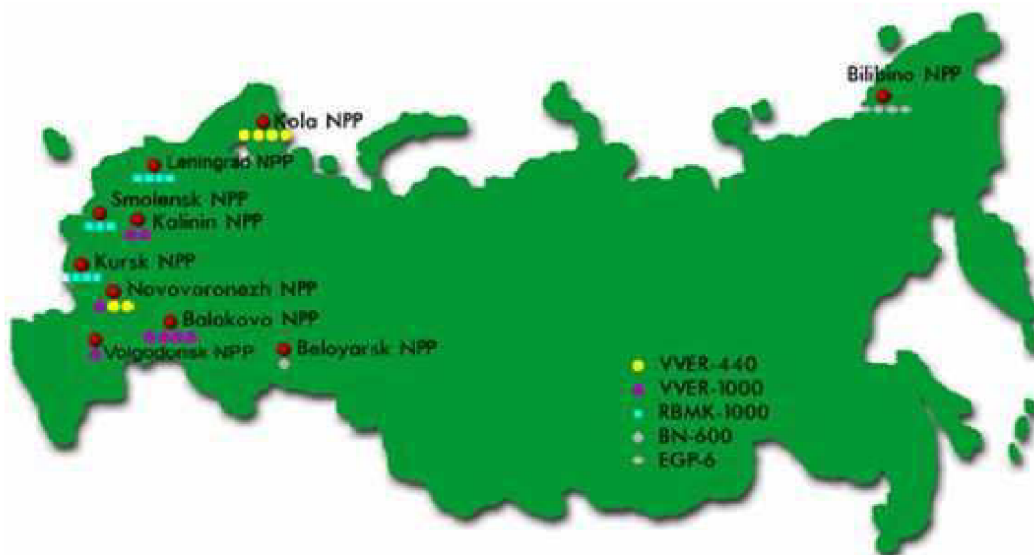 Bilibino NPP
Kola NPP
Leningrad NPP
Smolensk NPP
Kalinin NPP
Kursk NPP
Novovoronezh NPP
Balakovo NPP
Volgodonsk NPP
Beloyarsk NPP
VVER-440
VVER-1000
RBMK-1000
BN-600
EGP-6